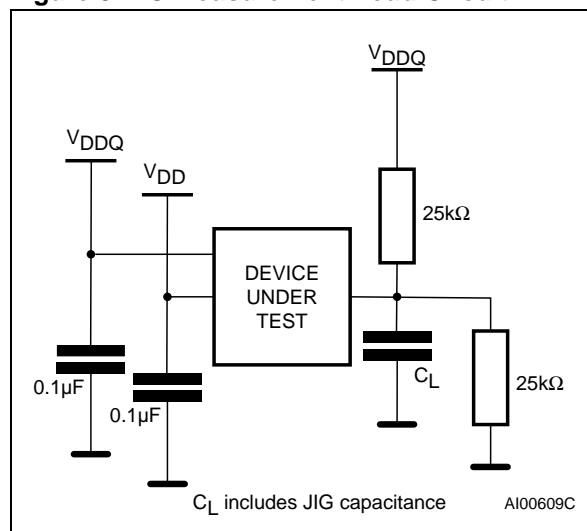 VDDQ
VDDQ
VDD
25kΩ
DEVICE
UNDER
TEST
0.1µF
0.1µF
CL
25kΩ
CL includes JIG capacitance
AI00609C